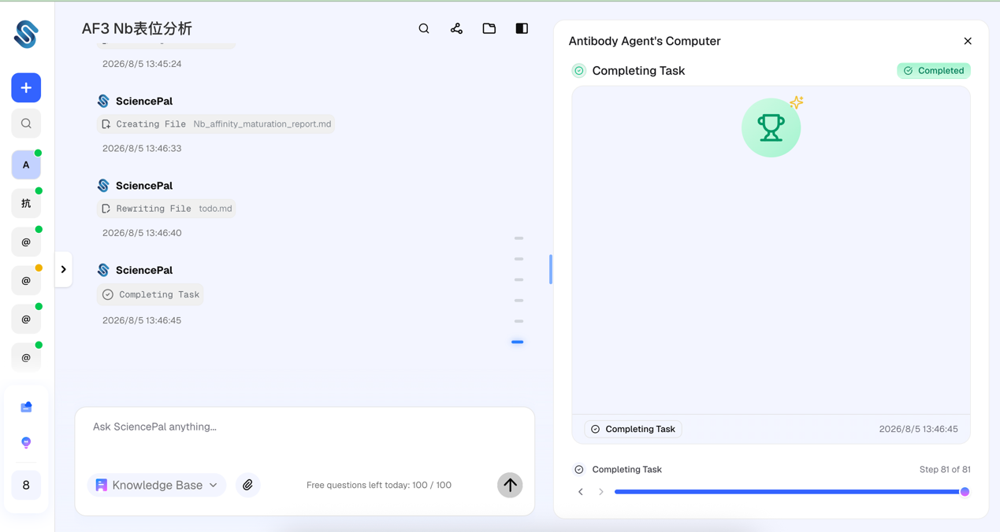 AF3 Nb表位分析
2026/8/5 13:45:24
SciencePal
Creating File Nb_affinity_maturation_report.md
2026/8/5 13:46:33
SciencePal
Rewriting File todo.md
2026/8/5 13:46:40
SciencePal
Completing Task
2026/8/5 13:46:45
A
抗
@
@
@
@
8
Ask SciencePal anything...
Knowledge Base
Free questions left today: 100 / 100
Antibody Agent's Computer
Completing Task
Completed
Completing Task
2026/8/5 13:46:45
Completing Task
Step 81 of 81